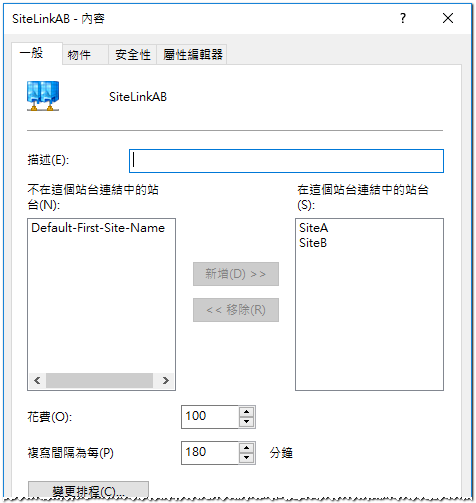 SiteLinkAB - 內容
一般
物件
安全性
屬性編輯器
SiteLinkAB
描述(E):
不在這個站台連結中的站
台(N):
在這個站台連結中的站台
(S):
Default-First-Site-Name
SiteA
SiteB
新增(D) >>
<< 移除(R)
花費(O):
100
複寫間隔為每(P)
180
分鐘
變更排程(C)...